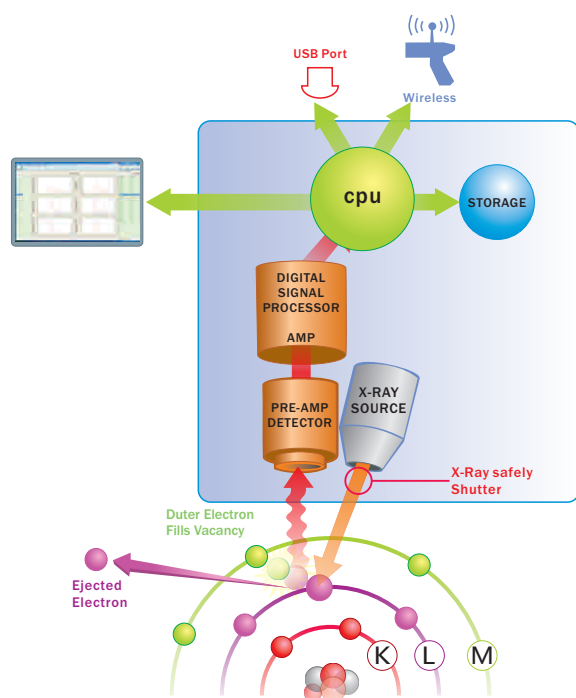 USB Port
Wireless
cpu
STORAGE
DIGITAL
SIGNAL
PROCESSOR
AMP
X-RAY
SOURCE
PRE-AMP
DETECTOR
X-Ray safely
Shutter
Duter Electron
Fills Vacancy
Ejected
Electron
K L M